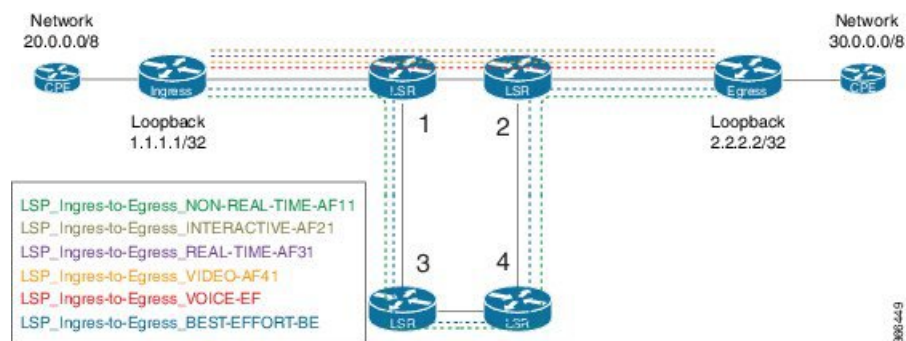 Network
20.0.0.0/8
Network
30.0.0.0/8
CPE
Ingress
LSR
LSR
Egress
CPE
Loopback
1.1.1.1/32
1
2
Loopback
2.2.2.2/32
LSP_Ingres-to-Egress_NON-REAL-TIME-AF11
LSP_Ingres-to-Egress_INTERACTIVE-AF21
LSP_Ingres-to-Egress_REAL-TIME-AF31
LSP_Ingres-to-Egress_VIDEO-AF41
LSP_Ingres-to-Egress_VOICE-EF
LSP_Ingres-to-Egress_BEST-EFFORT-BE
3
4
LSR
LSR